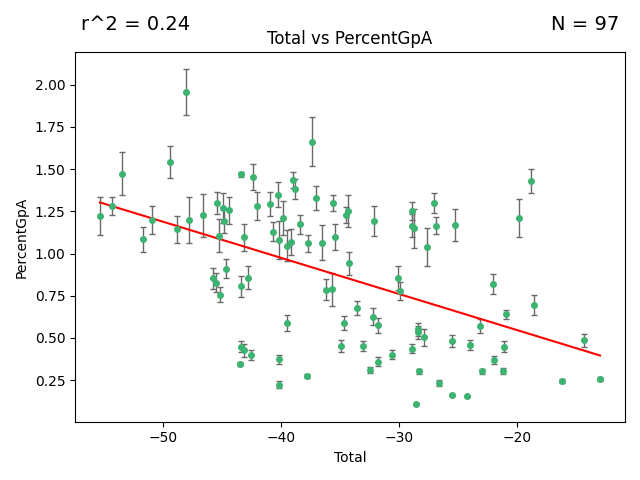 r^2 = 0.24
N = 97
Total vs PercentGpA
PercentGpA
2.00
1.75
1.50
1.25
1.00
0.75
0.50
0.25
−50
−40
−30
−20
Total